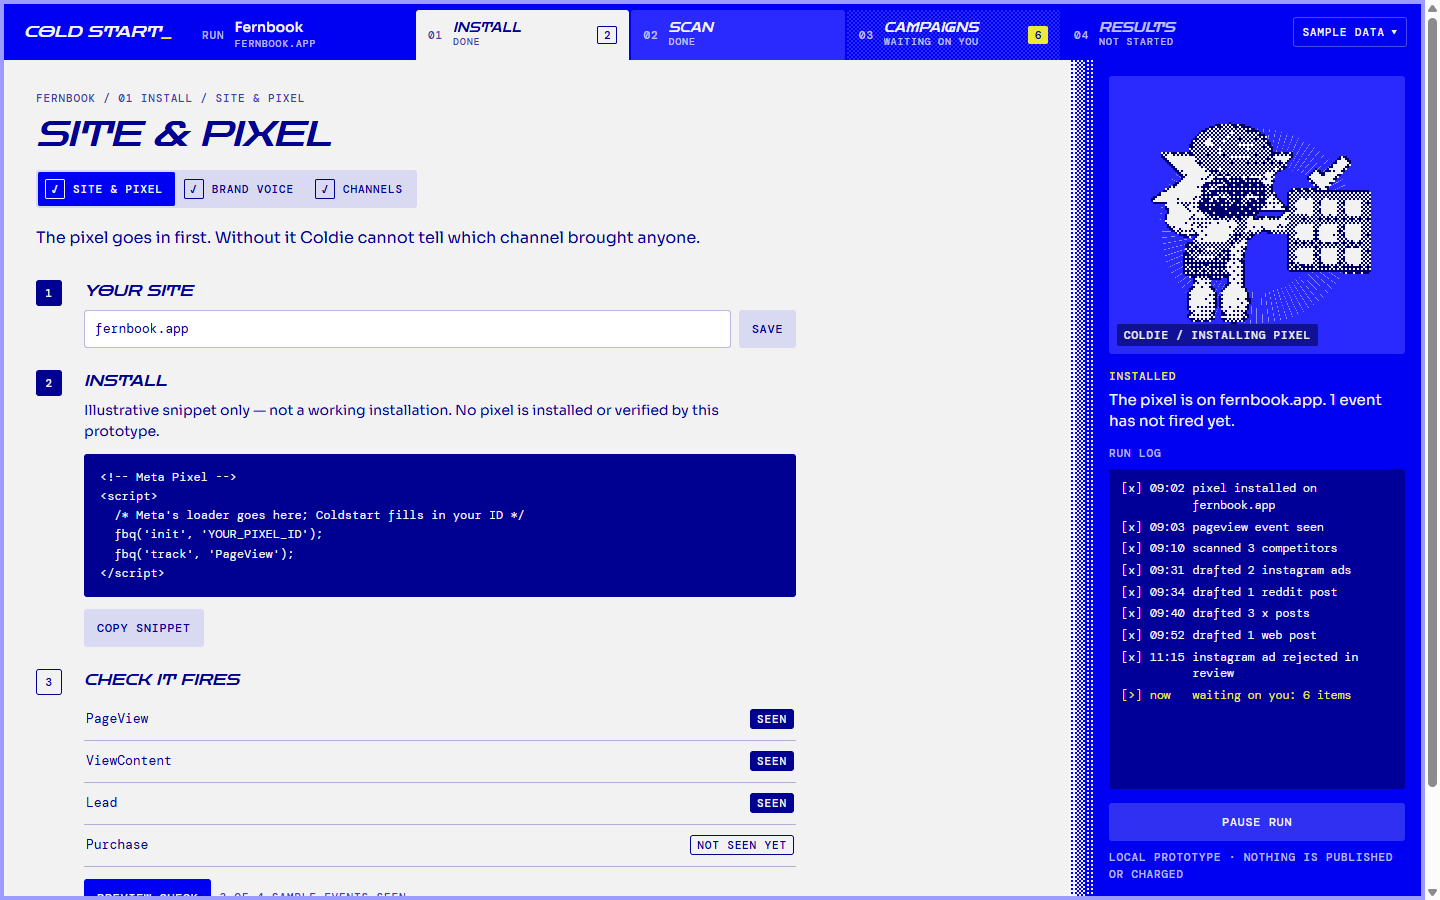 COLD START_
RUN
Fernbook
FERNBOOK.APP
01 INSTALL
DONE
2
02 SCAN
DONE
03 CAMPAIGNS
WAITING ON YOU
6
04 RESULTS
NOT STARTED
SAMPLE DATA ▾
FERNBOOK / 01 INSTALL / SITE & PIXEL
SITE & PIXEL
✓ SITE & PIXEL
✓ BRAND VOICE
✓ CHANNELS
The pixel goes in first. Without it Coldie cannot tell which channel brought anyone.
1 YOUR SITE
fernbook.app
SAVE
2 INSTALL
Illustrative snippet only — not a working installation. No pixel is installed or verified by this
prototype.
<!-- Meta Pixel -->
<script>
/* Meta's loader goes here; Coldstart fills in your ID */
fbq('init', 'YOUR_PIXEL_ID');
fbq('track', 'PageView');
</script>
COPY SNIPPET
3 CHECK IT FIRES
PageView
SEEN
ViewContent
SEEN
Lead
SEEN
Purchase
NOT SEEN YET
PREVIEW CHECK
3 OF 4 SAMPLE EVENTS SEEN
COLDIE / INSTALLING PIXEL
INSTALLED
The pixel is on fernbook.app. 1 event
has not fired yet.
RUN LOG
[x] 09:02 pixel installed on
fernbook.app
[x] 09:03 pageview event seen
[x] 09:10 scanned 3 competitors
[x] 09:31 drafted 2 instagram ads
[x] 09:34 drafted 1 reddit post
[x] 09:40 drafted 3 x posts
[x] 09:52 drafted 1 web post
[x] 11:15 instagram ad rejected in
review
[>] now waiting on you: 6 items
PAUSE RUN
LOCAL PROTOTYPE · NOTHING IS PUBLISHED
OR CHARGED